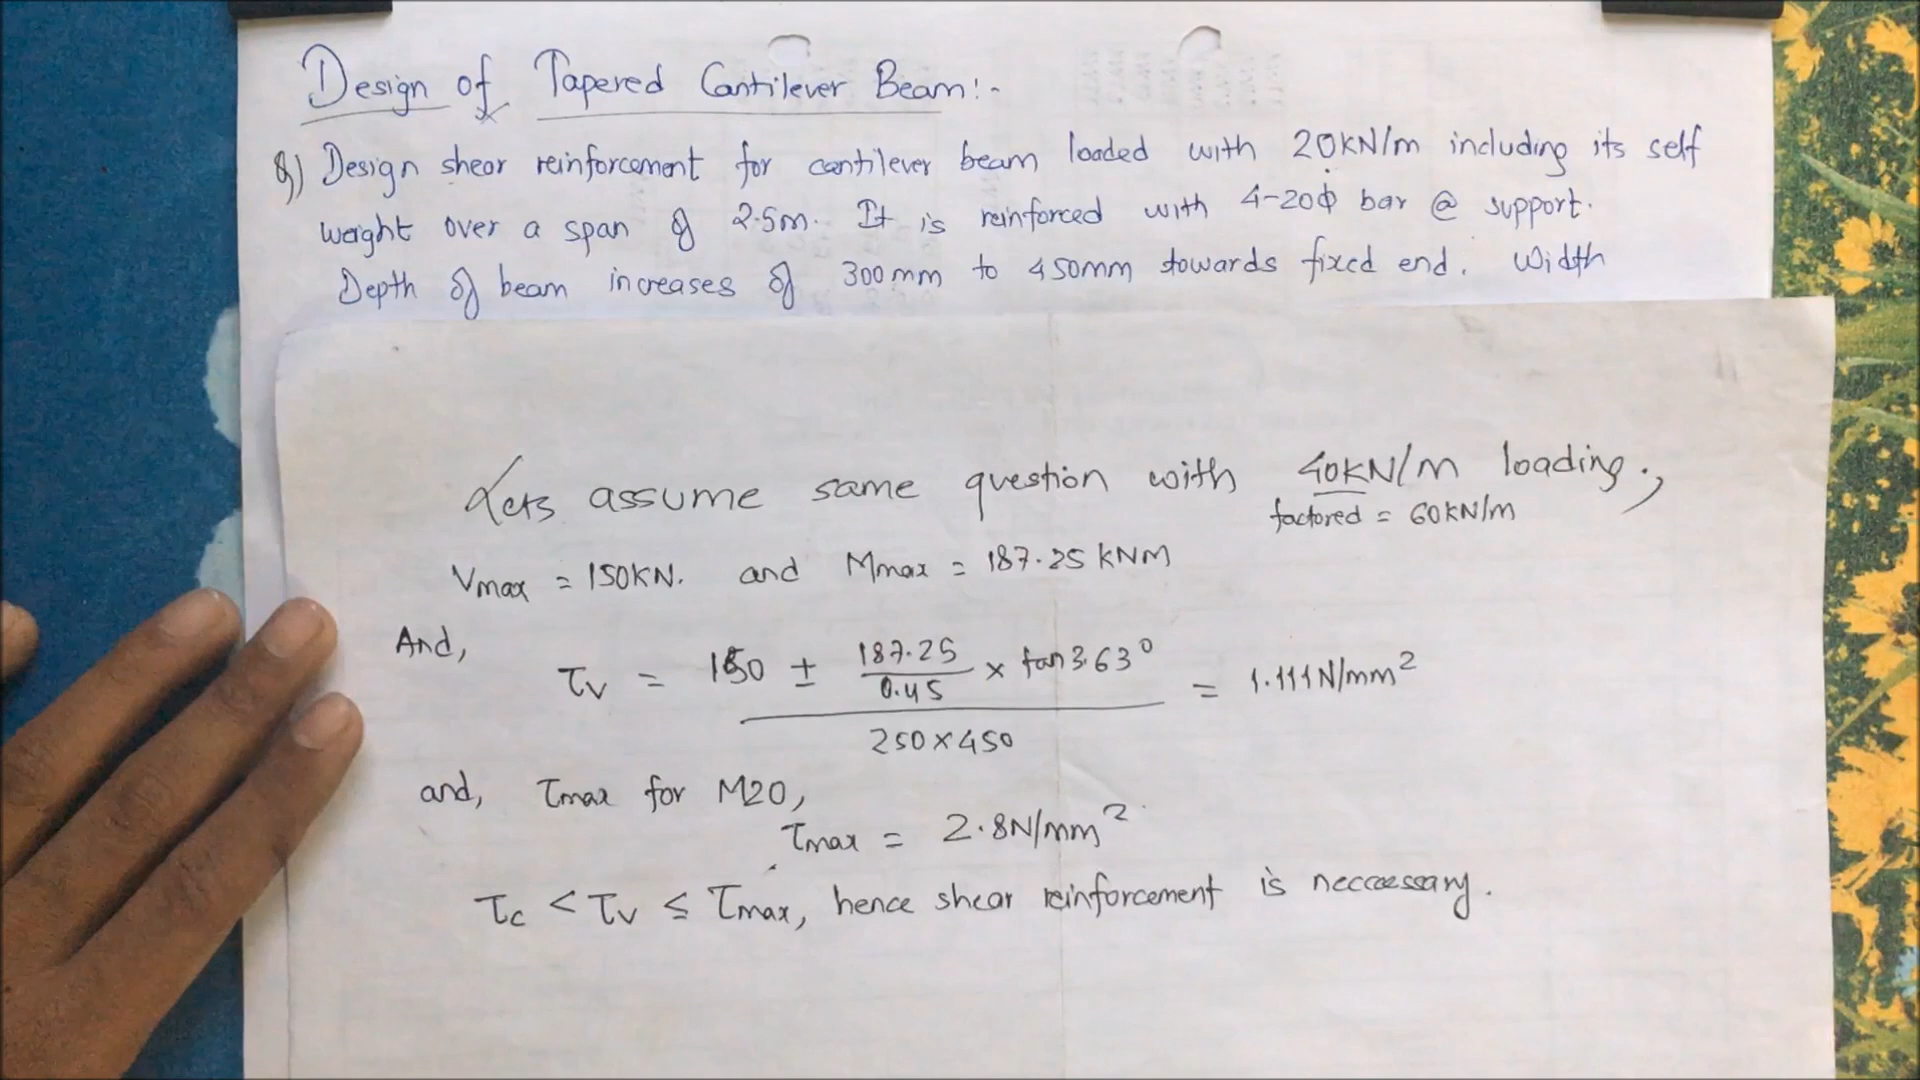 Design of Tapered Cantilever Beam:-
Q) Design shear reinforcement for cantilever beam loaded with 20KN/m including its self
weight over a span of 2.5m. It is reinforced with 4-20ϕ bar @ support.
Depth of beam increases of 300mm to 450mm towards fixed end. Width
Lets assume same question with 40KN/m loading.,
factored = 60KN/m
Vmax = 150KN. and Mmax = 187.25 KNM
And,
τv = 150 ± 187.25/0.45 × tan3.63° / 250×450 = 1.111N/mm²
and, τmax for M20,
τmax = 2.8N/mm²
τc < τv ≤ τmax, hence shear reinforcement is neccessary.